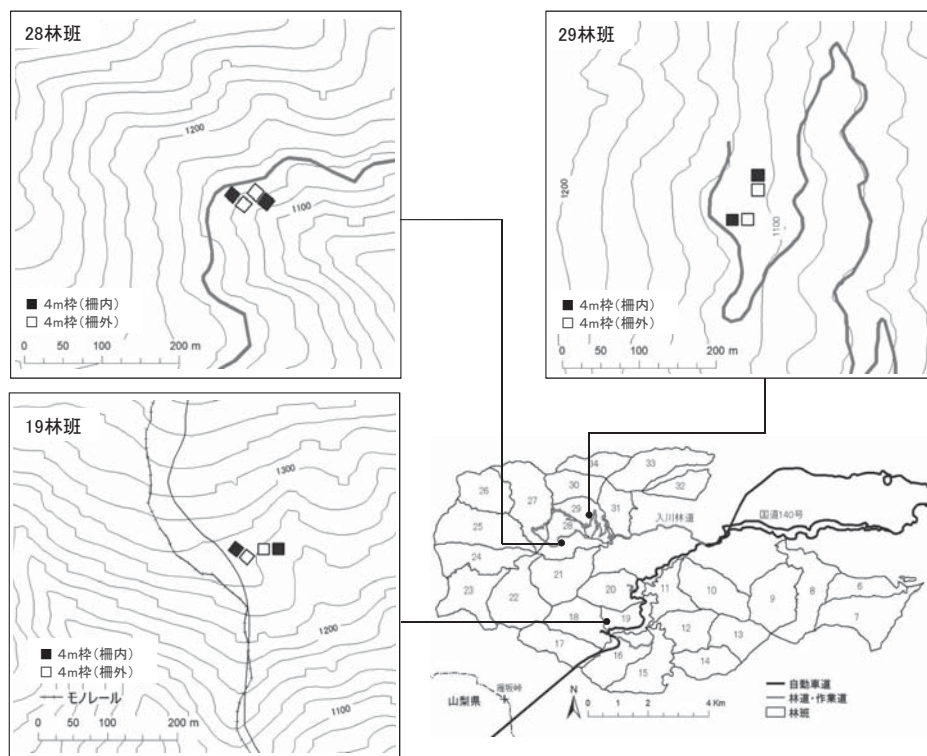 28林班
1200
1100
4m枠(柵内)
4m枠(柵外)
0 50 100 200 m
29林班
1200
1100
4m枠(柵内)
4m枠(柵外)
0 50 100 200 m
19林班
1300
1200
1100
4m枠(柵内)
4m枠(柵外)
モノレール
0 50 100 200 m
34
33
32
30
31
29
28
27
26
25
24
23
22
21
20
19
18
17
16
15
14
13
12
11
10
9
8
7
6
入川林道
国道140号
山梨県
雁坂峠
N
0 1 2 4 Km
自動車道
林道・作業道
林班